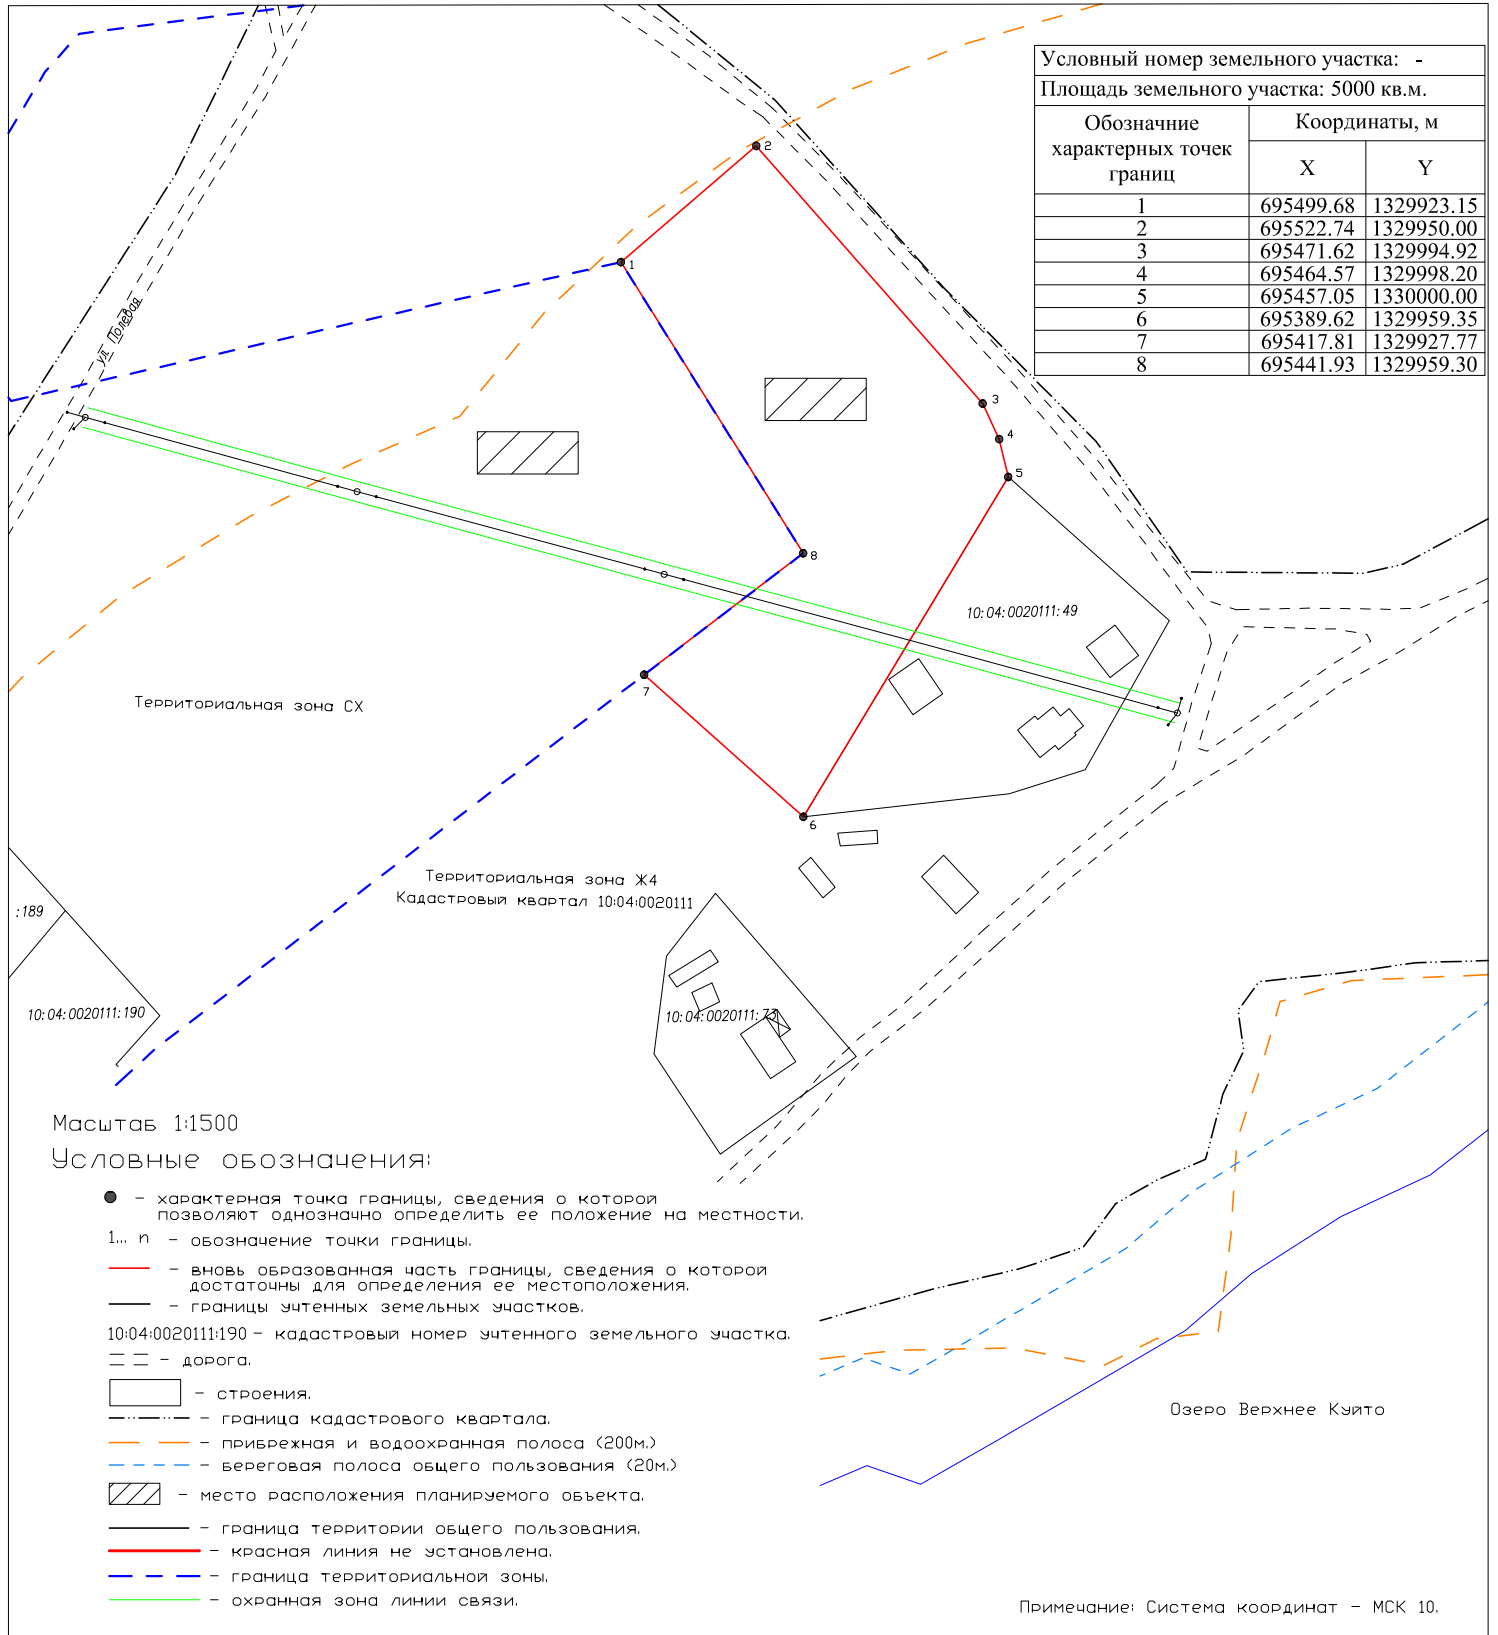 Условный номер земельного участка: -
Площадь земельного участка: 5000 кв.м.
Обозначние характерных точек границ
Координаты, м
X Y
1 695499.68 1329923.15
2 695522.74 1329950.00
3 695471.62 1329994.92
4 695464.57 1329998.20
5 695457.05 1330000.00
6 695389.62 1329959.35
7 695417.81 1329927.77
8 695441.93 1329959.30
2
1
ул. Полевая
3
4
5
8
10:04:0020111:49
7
Территориальная зона СХ
6
Территориальная зона Ж4
Кадастровый квартал 10:04:0020111
:189
10:04:0020111:190
10:04:0020111:73
Масштаб 1:1500
Условные обозначения:
- характерная точка границы, сведения о которой
позволяют однозначно определить ее положение на местности.
1... n - обозначение точки границы.
- вновь образованная часть границы, сведения о которой
достаточны для определения ее местоположения.
- границы учтенных земельных участков.
10:04:0020111:190 - кадастровый номер учтенного земельного участка.
- дорога.
- строения.
- граница кадастрового квартала.
- прибрежная и водоохранная полоса (200м.)
- береговая полоса общего пользования (20м.)
- место расположения планируемого объекта.
- граница территории общего пользования.
- красная линия не установлена.
- граница территориальной зоны.
- охранная зона линии связи.
Озеро Верхнее Куйто
Примечание: Система координат - МСК 10.